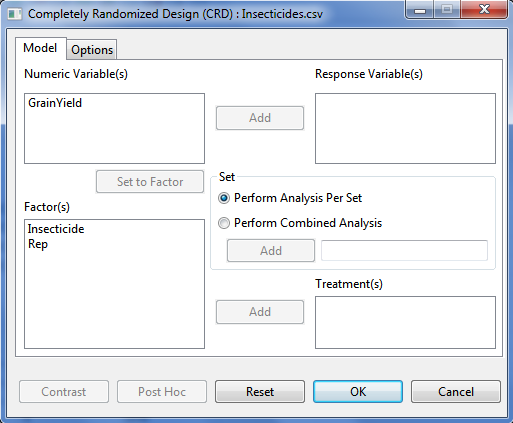 Completely Randomized Design (CRD) : Insecticides.csv
Model
Options
Numeric Variable(s)
Response Variable(s)
GrainYield
Add
Set to Factor
Set
Perform Analysis Per Set
Perform Combined Analysis
Add
Factor(s)
Insecticide
Rep
Treatment(s)
Add
Contrast
Post Hoc
Reset
OK
Cancel